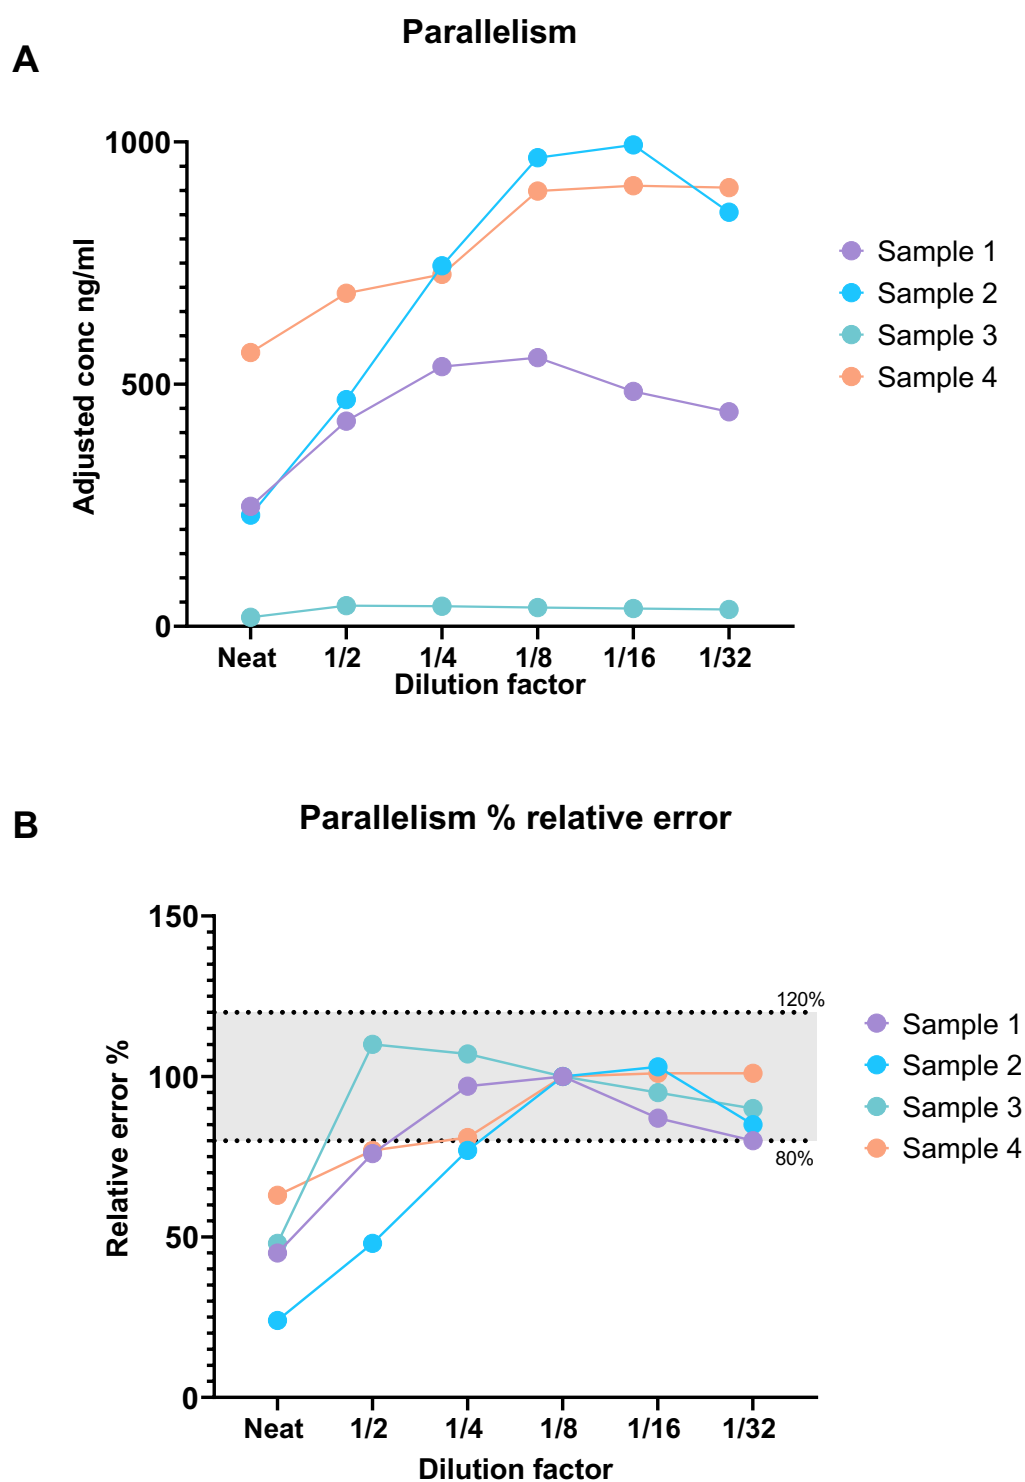 A
Parallelism
1000
500
0
Adjusted conc ng/ml
Neat 1/2 1/4 1/8 1/16 1/32
Dilution factor
Sample 1
Sample 2
Sample 3
Sample 4
B
Parallelism % relative error
150
100
50
0
Relative error %
120%
80%
Neat 1/2 1/4 1/8 1/16 1/32
Dilution factor
Sample 1
Sample 2
Sample 3
Sample 4